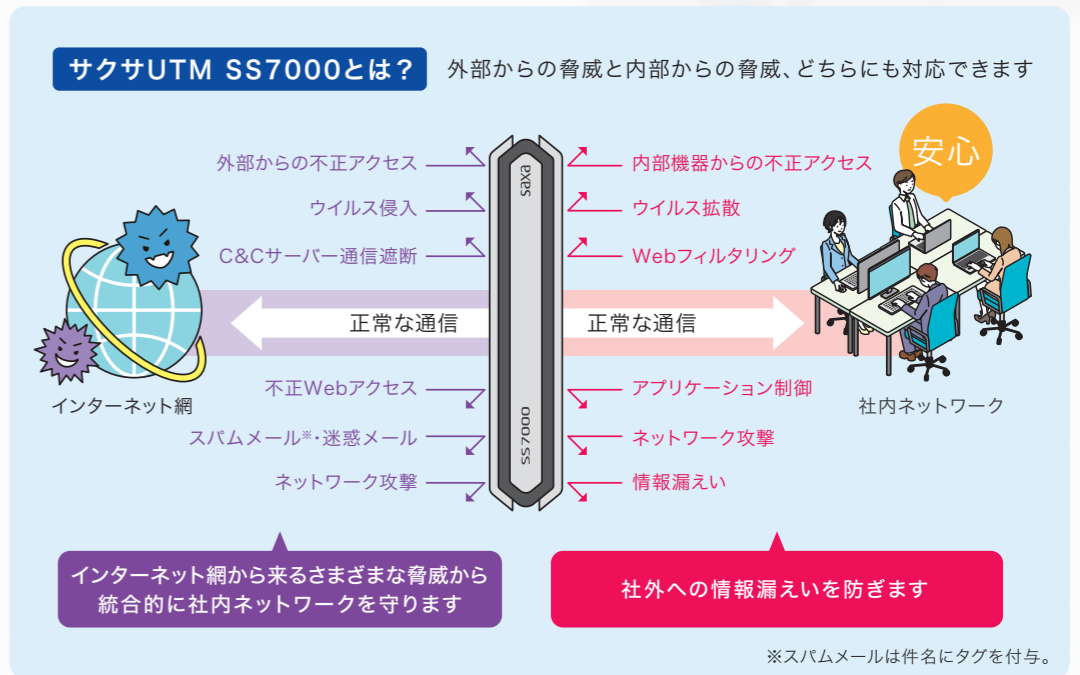 サクサUTM SS7000とは?
外部からの脅威と内部からの脅威、どちらにも対応できます
安心
外部からの不正アクセス
ウイルス侵入
C&Cサーバー通信遮断
正常な通信
不正Webアクセス
スパムメール※・迷惑メール
ネットワーク攻撃
saxa
SS7000
内部機器からの不正アクセス
ウイルス拡散
Webフィルタリング
正常な通信
アプリケーション制御
ネットワーク攻撃
情報漏えい
インターネット網
社内ネットワーク
インターネット網から来るさまざまな脅威から
統合的に社内ネットワークを守ります
社外への情報漏えいを防ぎます
※スパムメールは件名にタグを付与。